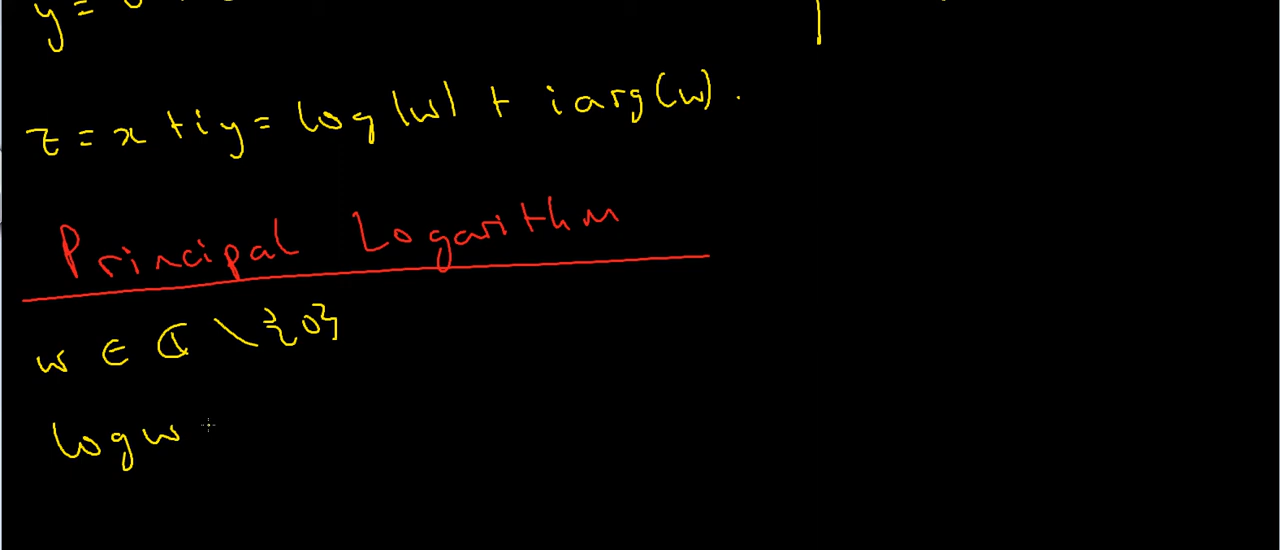 y =
z = x + iy = log|w| + i arg(w).
Principal Logarithm
w ∈ ℂ \ {0}
log w